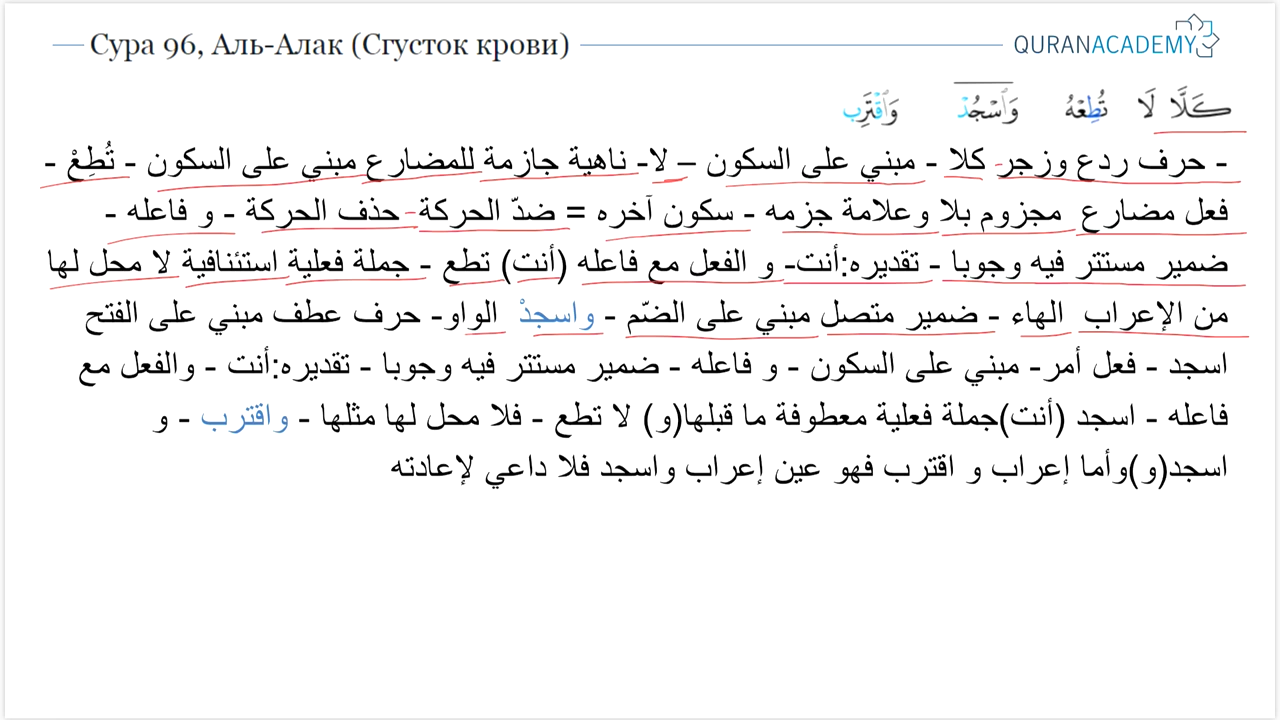 Сура 96, Аль-Алак (Сгусток крови)
QURANACADEMY
كَلَّا لَا تُطِعْهُ وَٱسْجُدْ وَٱقْتَرِب
- حرف ردع وزجر- كلا - مبني على السكون – لا- ناهية جازمة للمضارع مبني على السكون - تُطِعْ -
فعل مضارع مجزوم بلا وعلامة جزمه - سكون آخره = ضدّ الحركة - حذف الحركة - و فاعله -
ضمير مستتر فيه وجوبا - تقديره:أنت- و الفعل مع فاعله (أنت) تطع - جملة فعلية استئنافية لا محل لها
من الإعراب الهاء - ضمير متصل مبني على الضّم - واسجدْ الواو- حرف عطف مبني على الفتح
اسجد - فعل أمر- مبني على السكون - و فاعله - ضمير مستتر فيه وجوبا - تقديره:أنت - والفعل مع
فاعله - اسجد (أنت)جملة فعلية معطوفة ما قبلها(و) لا تطع - فلا محل لها مثلها - واقترب - و
اسجد(و)وأما إعراب و اقترب فهو عين إعراب واسجد فلا داعي لإعادته